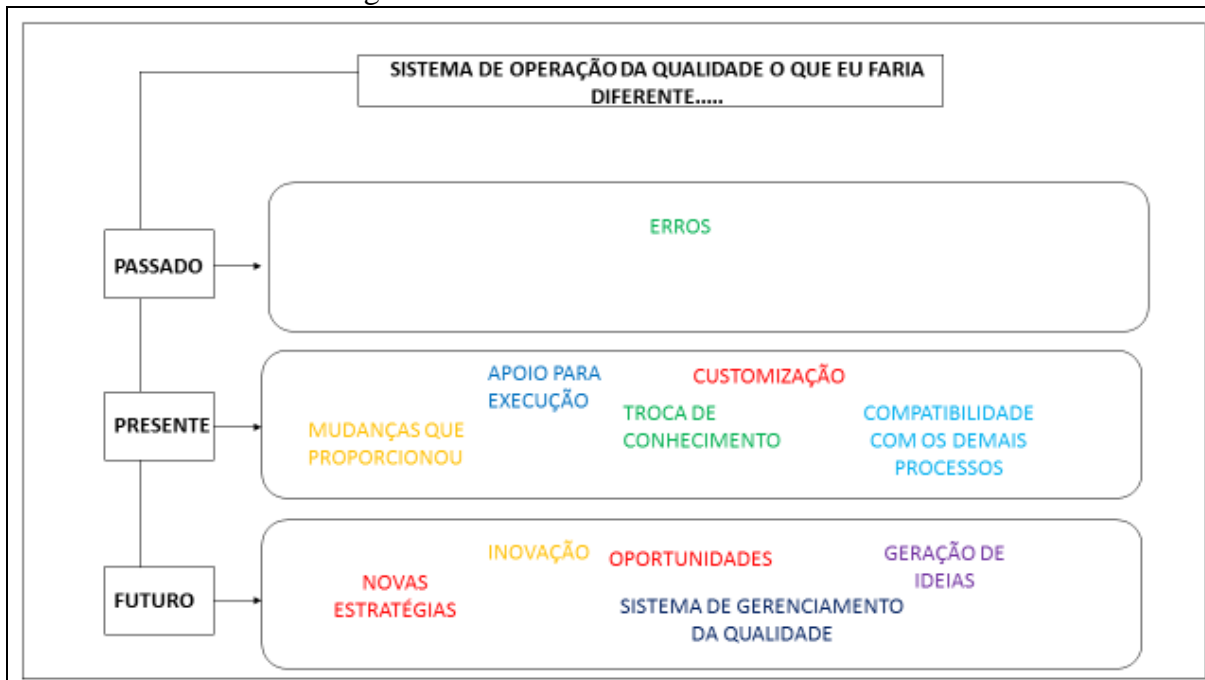 SISTEMA DE OPERAÇÃO DA QUALIDADE O QUE EU FARIA
DIFERENTE.....
PASSADO
ERROS
PRESENTE
MUDANÇAS QUE
PROPORCIONOU
APOIO PARA
EXECUÇÃO
CUSTOMIZAÇÃO
TROCA DE
CONHECIMENTO
COMPATIBILIDADE
COM OS DEMAIS
PROCESSOS
FUTURO
NOVAS
ESTRATÉGIAS
INOVAÇÃO
OPORTUNIDADES
SISTEMA DE GERENCIAMENTO
DA QUALIDADE
GERAÇÃO DE
IDEIAS